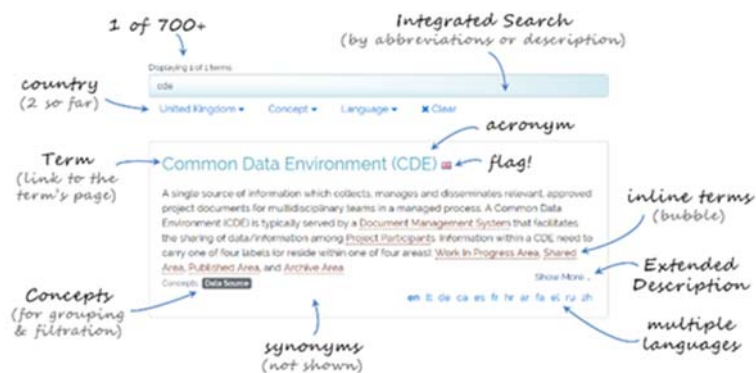 1 of 700+
Integrated Search
(by abbreviations or description)
Displaying 1 of 1 terms.
cde
country
(2 so far)
United Kingdom
Concept
Language
✖ Clear
acronym
Term
(link to the
term's page)
Common Data Environment (CDE)
flag!
A single source of information which collects, manages and disseminates relevant, approved
project documents for multidisciplinary teams in a managed process. A Common Data
Environment (CDE) is typically served by a Document Management System that facilitates
the sharing of data/information among Project Participants. Information within a CDE need to
carry one of four labels (or reside within one of four areas): Work In Progress Area, Shared
Area, Published Area, and Archive Area
inline terms
(bubble)
Show More
Extended
Description
Concepts: Data Source
Concepts
(for grouping
& filtration)
en it de ca es fr hr ar fa el ru zh
synonyms
(not shown)
multiple
languages